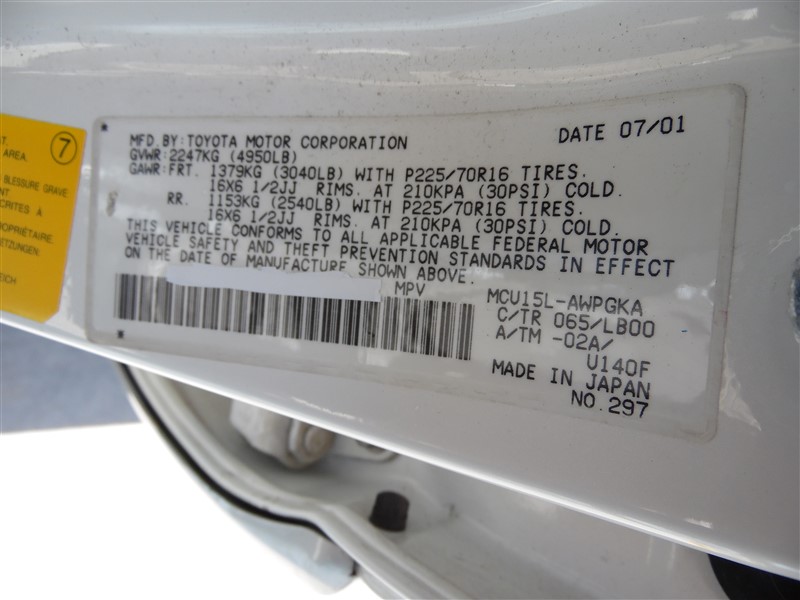 MFD.BY:TOYOTA MOTOR CORPORATION DATE 07/01
GVWR:2247KG (4950LB)
GAWR:FRT. 1379KG (3040LB) WITH P225/70R16 TIRES.
16X6 1/2JJ RIMS. AT 210KPA (30PSI) COLD.
RR. 1153KG (2540LB) WITH P225/70R16 TIRES.
16X6 1/2JJ RIMS. AT 210KPA (30PSI) COLD.
THIS VEHICLE CONFORMS TO ALL APPLICABLE FEDERAL MOTOR
VEHICLE SAFETY AND THEFT PREVENTION STANDARDS IN EFFECT
ON THE DATE OF MANUFACTURE SHOWN ABOVE.
MPV
MCU15L-AWPGKA
C/TR 065/LB00
A/TM -02A/
U140F
MADE IN JAPAN
NO.297
7
AREA.
BLESSURE GRAVE